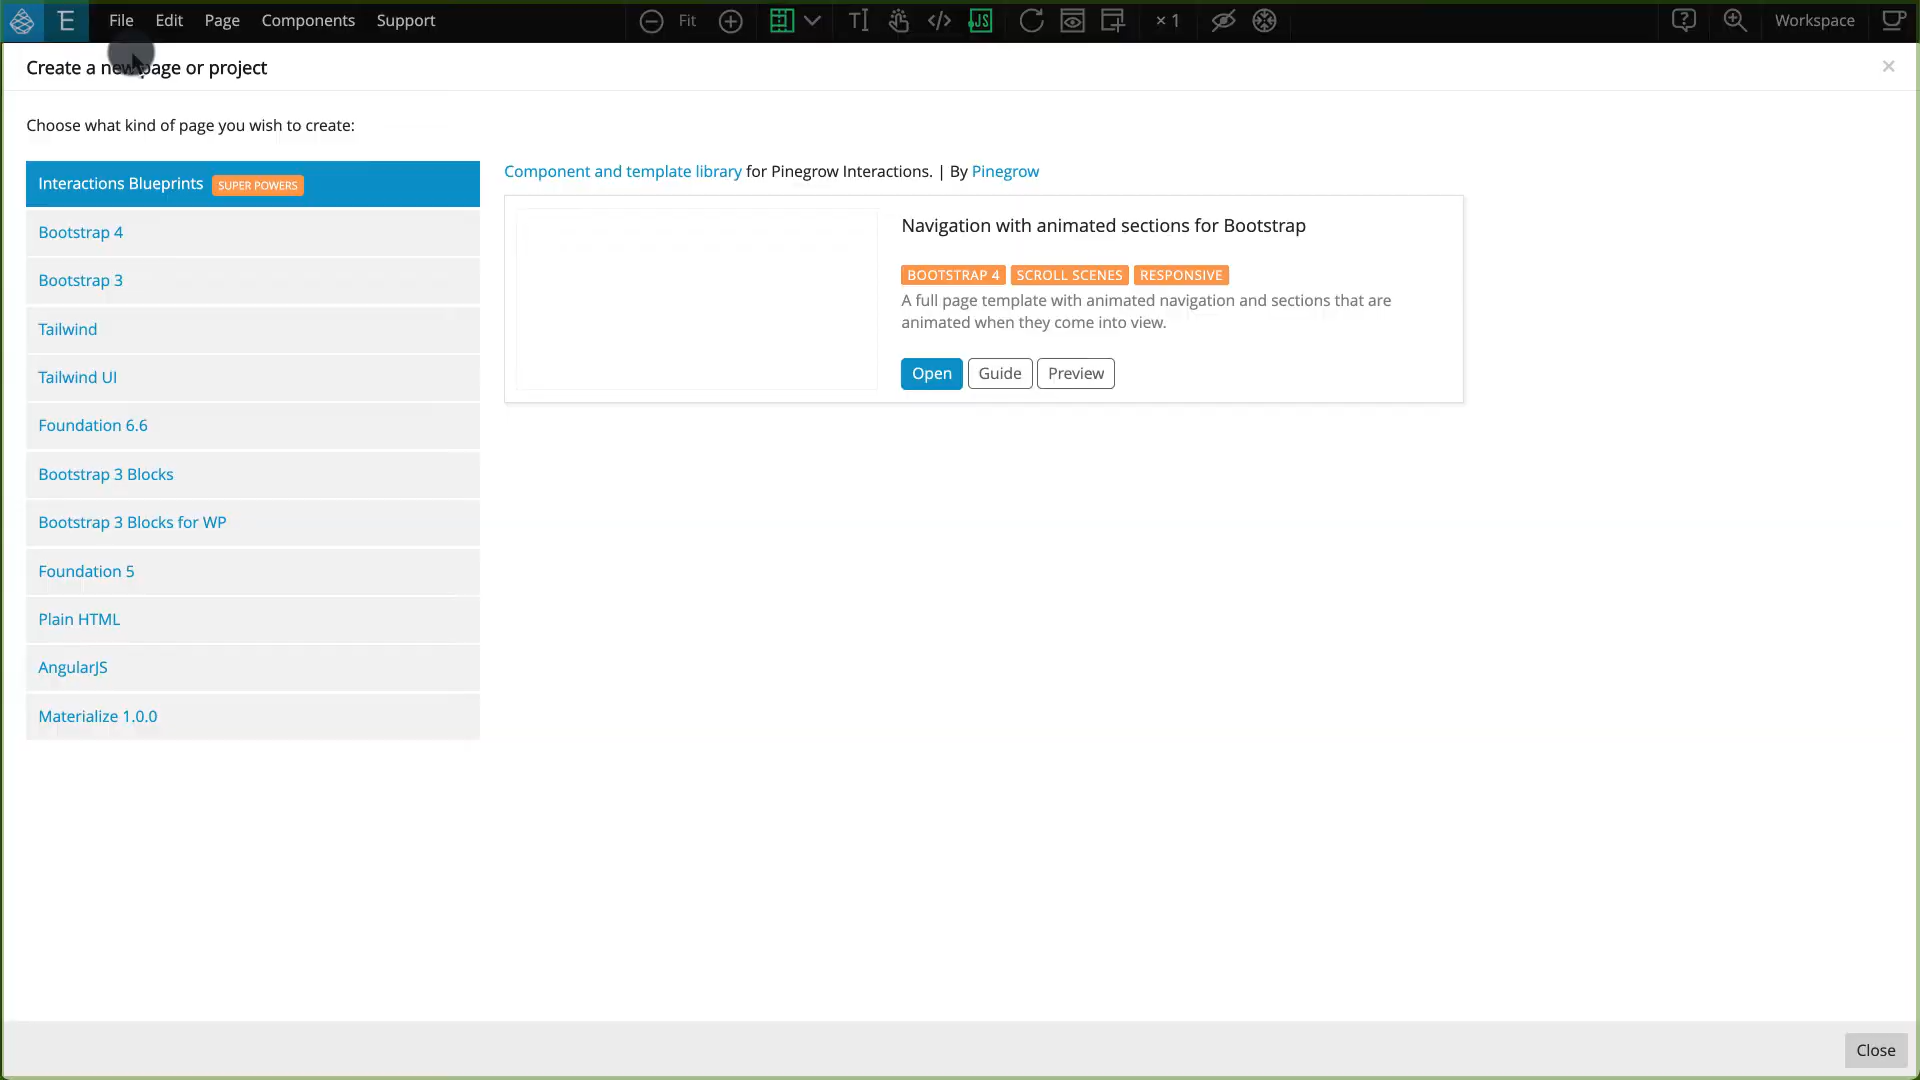 File Edit Page Components Support Fit TI </> JS × 1 Workspace
Create a new page or project
Choose what kind of page you wish to create:
Interactions Blueprints SUPER POWERS
Bootstrap 4
Bootstrap 3
Tailwind
Tailwind UI
Foundation 6.6
Bootstrap 3 Blocks
Bootstrap 3 Blocks for WP
Foundation 5
Plain HTML
AngularJS
Materialize 1.0.0
Component and template library for Pinegrow Interactions. | By Pinegrow
Navigation with animated sections for Bootstrap
BOOTSTRAP 4 SCROLL SCENES RESPONSIVE
A full page template with animated navigation and sections that are
animated when they come into view.
Open Guide Preview
Close